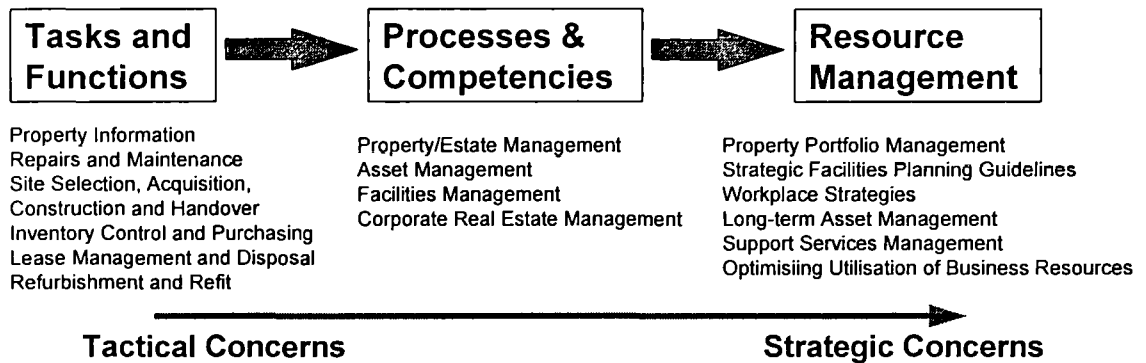 Tasks and
Functions
Processes &
Competencies
Resource
Management
Property Information
Repairs and Maintenance
Site Selection, Acquisition,
Construction and Handover
Inventory Control and Purchasing
Lease Management and Disposal
Refurbishment and Refit
Property/Estate Management
Asset Management
Facilities Management
Corporate Real Estate Management
Property Portfolio Management
Strategic Facilities Planning Guidelines
Workplace Strategies
Long-term Asset Management
Support Services Management
Optimisiing Utilisation of Business Resources
Tactical Concerns
Strategic Concerns